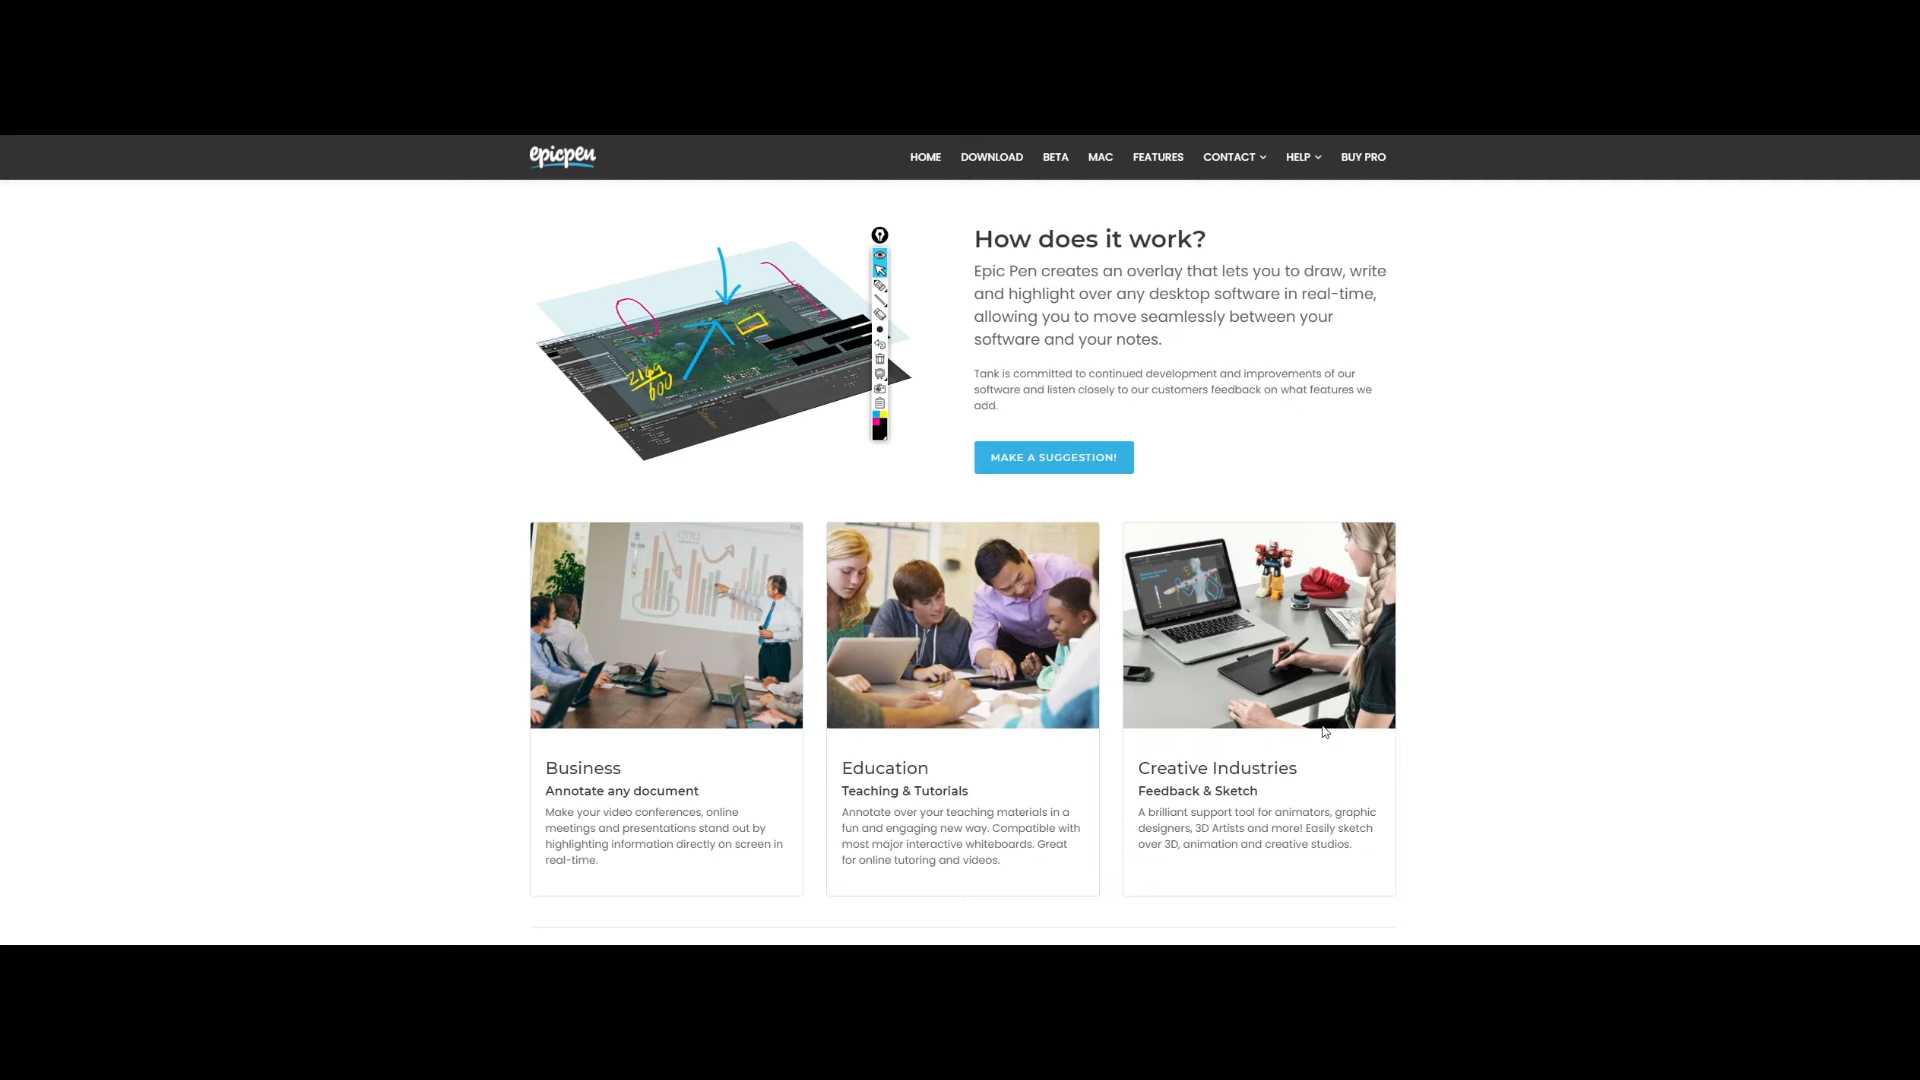 epicpen
HOME DOWNLOAD BETA MAC FEATURES CONTACT HELP BUY PRO
2169
600
How does it work?
Epic Pen creates an overlay that lets you to draw, write
and highlight over any desktop software in real-time,
allowing you to move seamlessly between your
software and your notes.
Tank is committed to continued development and improvements of our
software and listen closely to our customers feedback on what features we
add.
MAKE A SUGGESTION!
Business
Annotate any document
Make your video conferences, online
meetings and presentations stand out by
highlighting information directly on screen in
real-time.
Education
Teaching & Tutorials
Annotate over your teaching materials in a
fun and engaging new way. Compatible with
most major interactive whiteboards. Great
for online tutoring and videos.
Creative Industries
Feedback & Sketch
A brilliant support tool for animators, graphic
designers, 3D Artists and more! Easily sketch
over 3D, animation and creative studios.